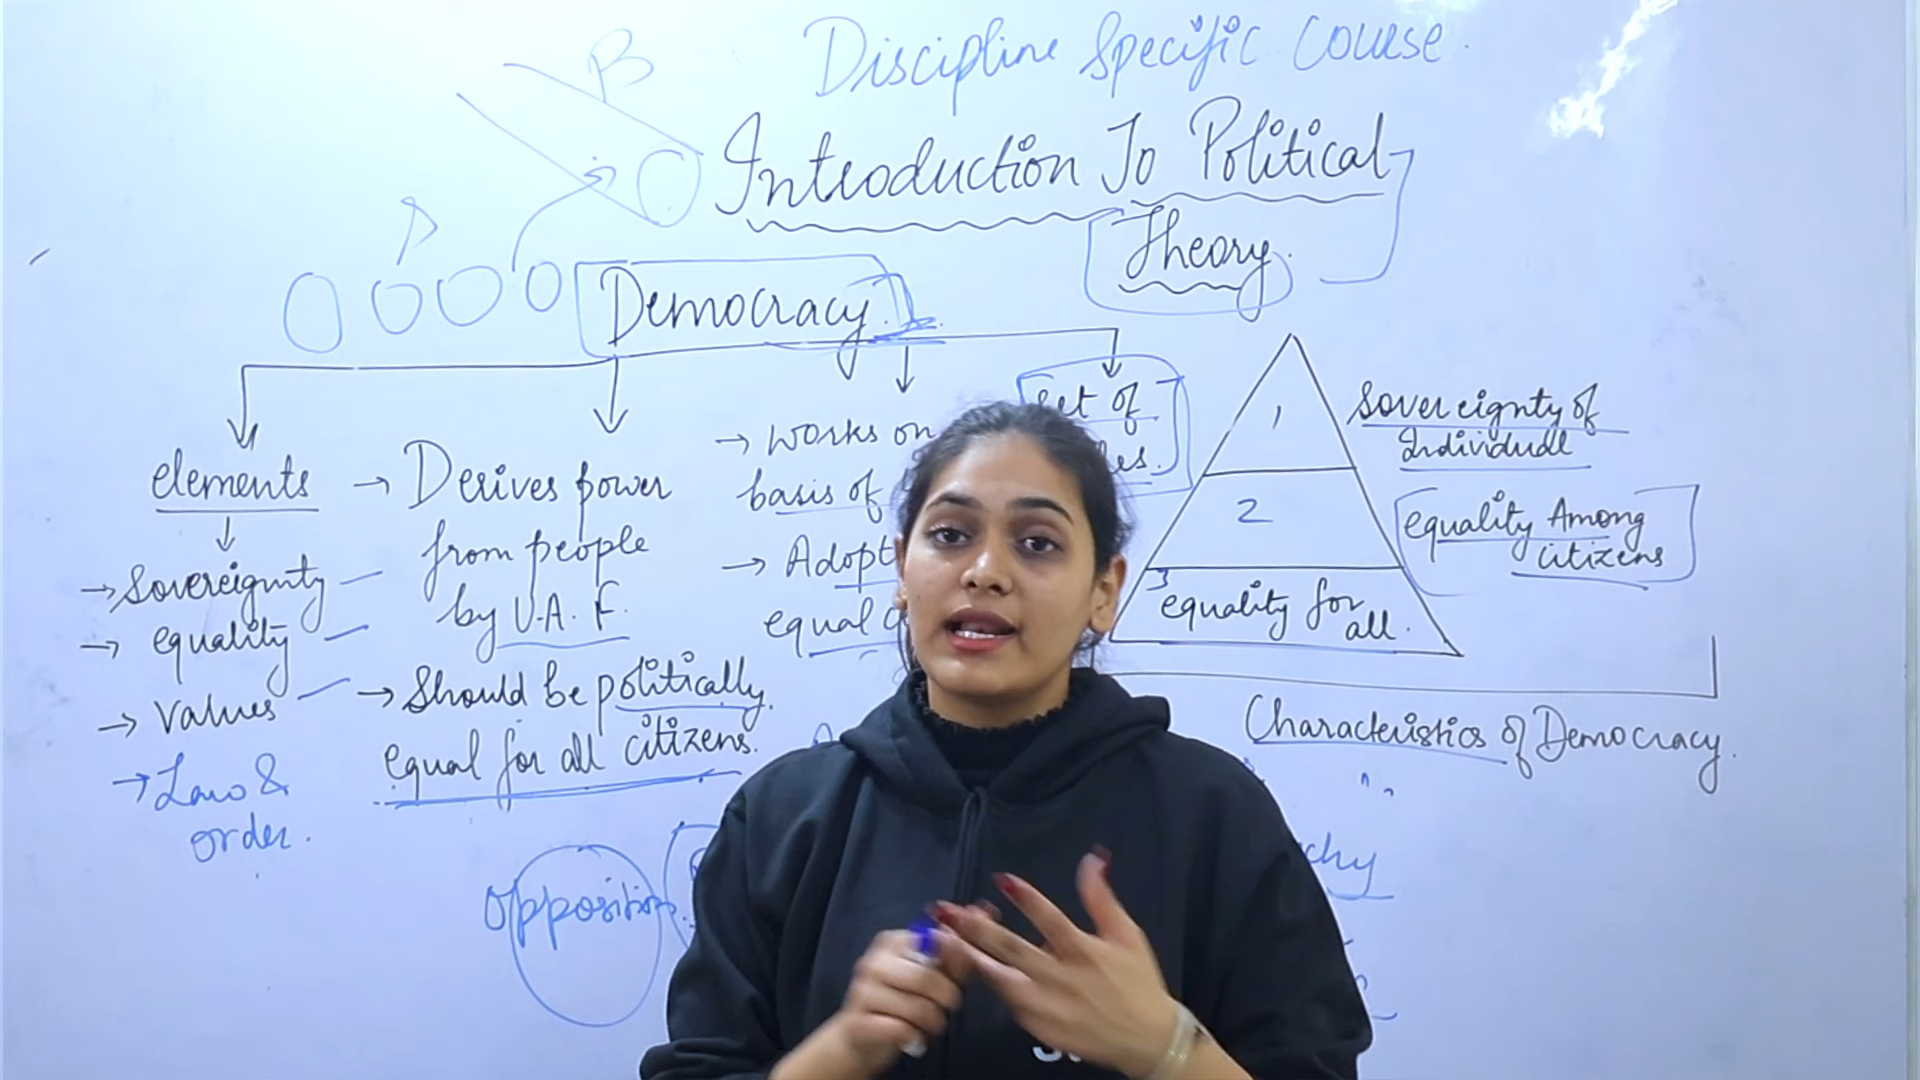 Discipline Specific Course.
B
Introduction To Political
Theory.
A
Democracy.
elements
→ Sovereignty
→ equality
→ Values
→ Law &
order.
→ Derives power
from people
by U.A.F.
→ Should be politically
equal for all citizens.
→ Works on
basis of
→ Adopt
equal
Set of
1
2
3
equality for
all.
Sovereignty of
Individual
equality Among
citizens
Characteristics of Democracy.
Opposition